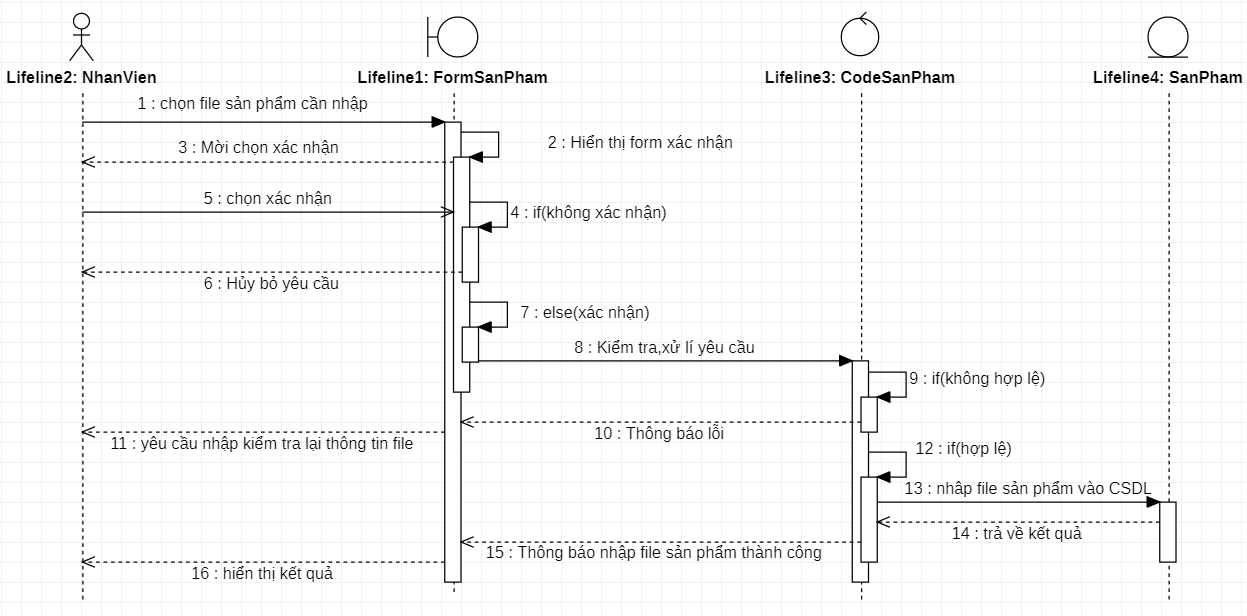 Lifeline2: NhanVien
Lifeline1: FormSanPham
Lifeline3: CodeSanPham
Lifeline4: SanPham
1 : chọn file sản phẩm cần nhập
2 : Hiển thị form xác nhận
3 : Mời chọn xác nhận
5 : chọn xác nhận
4 : if(không xác nhận)
6 : Hủy bỏ yêu cầu
7 : else(xác nhận)
8 : Kiểm tra,xử lí yêu cầu
9 : if(không hợp lệ)
10 : Thông báo lỗi
11 : yêu cầu nhập kiểm tra lại thông tin file
12 : if(hợp lệ)
13 : nhâp file sản phẩm vào CSDL
14 : trả về kết quả
15 : Thông báo nhập file sản phẩm thành công
16 : hiển thị kết quả